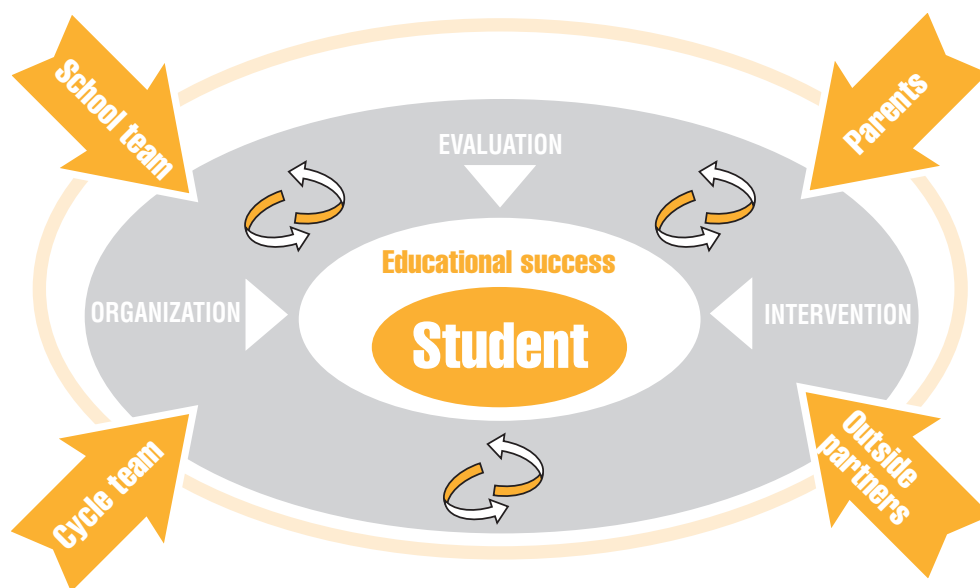 School team
Parents
EVALUATION
Educational success
ORGANIZATION
INTERVENTION
Student
Cycle team
Outside
partners